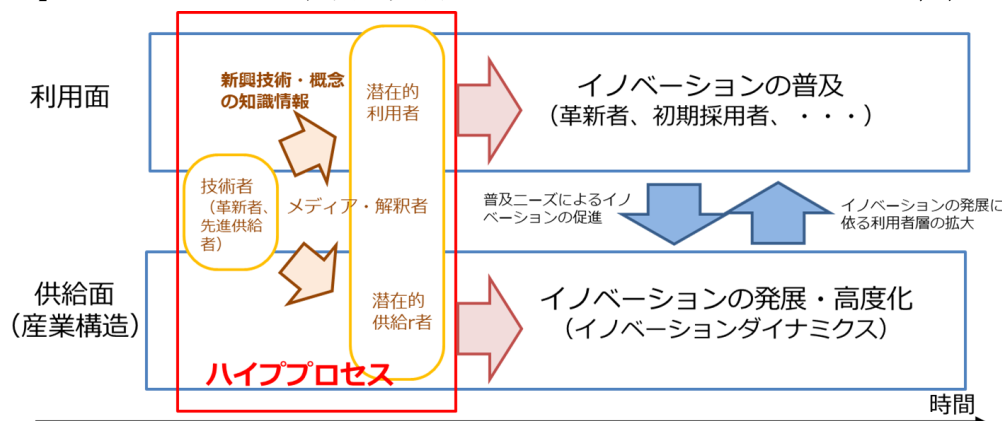 利用面
新興技術・概念
の知識情報
潜在的
利用者
イノベーションの普及
（革新者、初期採用者、・・・）
技術者
（革新者、
先進供給
者）
メディア・解釈者
普及ニーズによるイノ
ベーションの促進
イノベーションの発展に
依る利用者層の拡大
供給面
（産業構造）
潜在的
供給r者
イノベーションの発展・高度化
（イノベーションダイナミクス）
ハイププロセス
時間